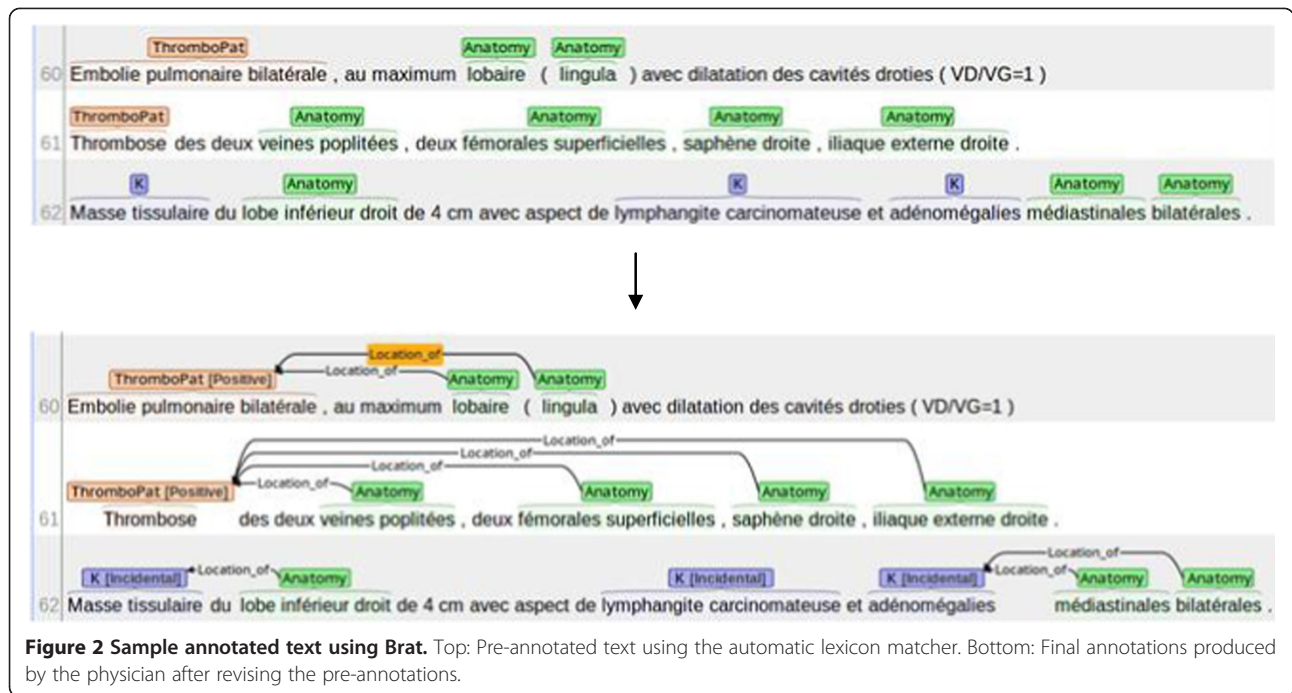 ThromboPat Anatomy Anatomy
60 Embolie pulmonaire bilatérale , au maximum lobaire ( lingula ) avec dilatation des cavités droties ( VD/VG=1 )
ThromboPat Anatomy Anatomy Anatomy Anatomy
61 Thrombose des deux veines poplitées , deux fémorales superficielles , saphène droite , iliaque externe droite .
K Anatomy K K Anatomy Anatomy
62 Masse tissulaire du lobe inférieur droit de 4 cm avec aspect de lymphangite carcinomateuse et adénomégalies médiastinales bilatérales .
Location_of
Location_of
ThromboPat [Positive] Anatomy Anatomy
60 Embolie pulmonaire bilatérale , au maximum lobaire ( lingula ) avec dilatation des cavités droties ( VD/VG=1 )
Location_of
Location_of
Location_of
Location_of
ThromboPat [Positive] Anatomy Anatomy Anatomy Anatomy
61 Thrombose des deux veines poplitées , deux fémorales superficielles , saphène droite , iliaque externe droite .
Location_of
Location_of Location_of
K [Incidental] Anatomy K [Incidental] K [Incidental] Anatomy Anatomy
62 Masse tissulaire du lobe inférieur droit de 4 cm avec aspect de lymphangite carcinomateuse et adénomégalies médiastinales bilatérales .
Figure 2 Sample annotated text using Brat. Top: Pre-annotated text using the automatic lexicon matcher. Bottom: Final annotations produced
by the physician after revising the pre-annotations.